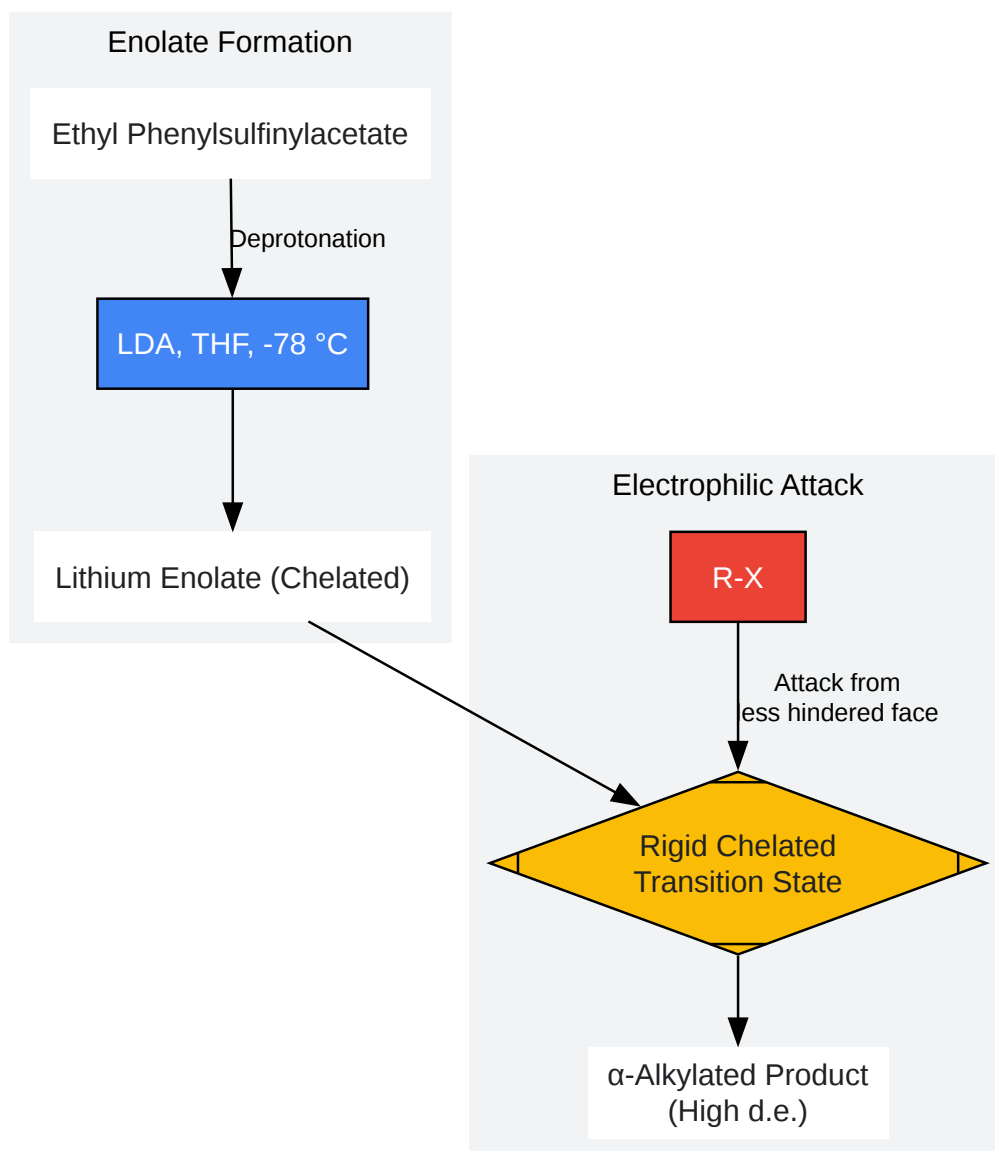 Enolate Formation
Ethyl Phenylsulfinylacetate
Deprotonation
LDA, THF, -78 °C
Lithium Enolate (Chelated)
Electrophilic Attack
R-X
Attack from
less hindered face
Rigid Chelated
Transition State
α-Alkylated Product
(High d.e.)